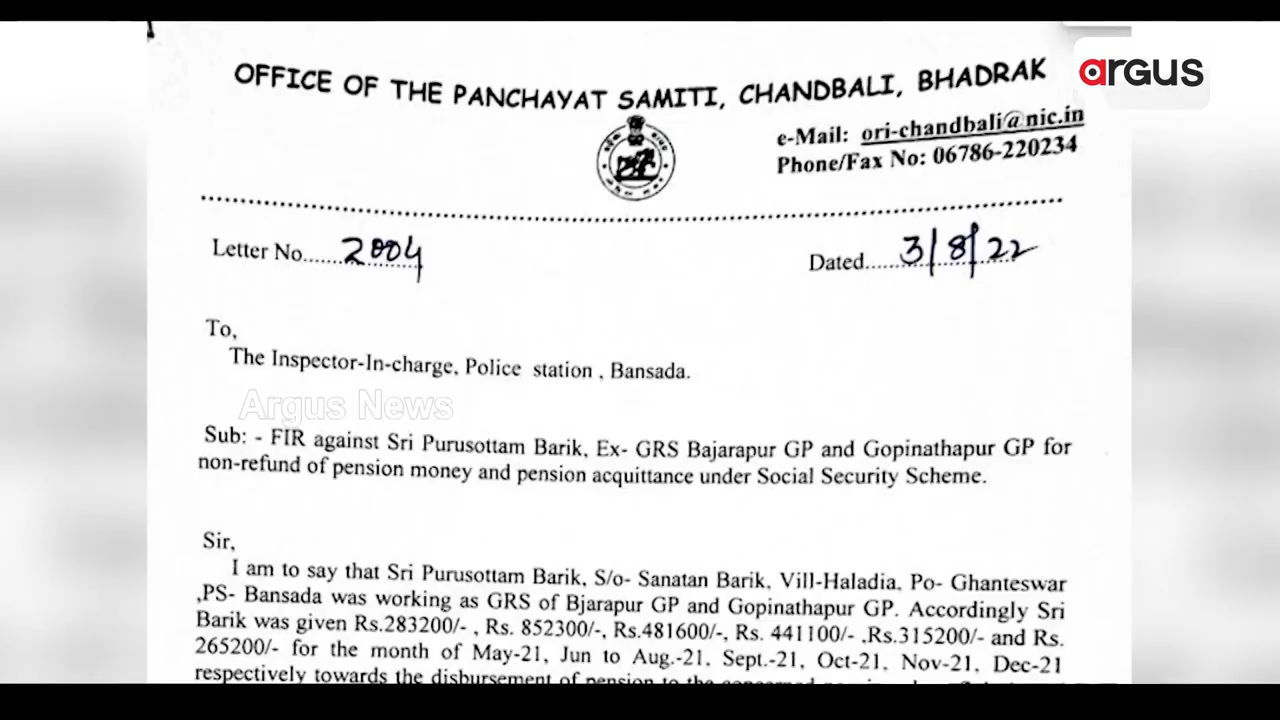 argus
OFFICE OF THE PANCHAYAT SAMITI, CHANDBALI, BHADRAK
e-Mail: ori-chandbali@nic.in
Phone/Fax No: 06786-220234
Letter No......2004
Dated.....3/8/22
To,
The Inspector-In-charge, Police station , Bansada.
Argus News
Sub: - FIR against Sri Purusottam Barik, Ex- GRS Bajarapur GP and Gopinathapur GP for
non-refund of pension money and pension acquittance under Social Security Scheme.
Sir,
I am to say that Sri Purusottam Barik, S/o- Sanatan Barik, Vill-Haladia, Po- Ghanteswar
,PS- Bansada was working as GRS of Bjarapur GP and Gopinathapur GP. Accordingly Sri
Barik was given Rs.283200/- , Rs. 852300/-, Rs.481600/-, Rs. 441100/- ,Rs.315200/- and Rs.
265200/- for the month of May-21, Jun to Aug.-21, Sept.-21, Oct-21, Nov-21, Dec-21
respectively towards the disbursement of pension to the concerned